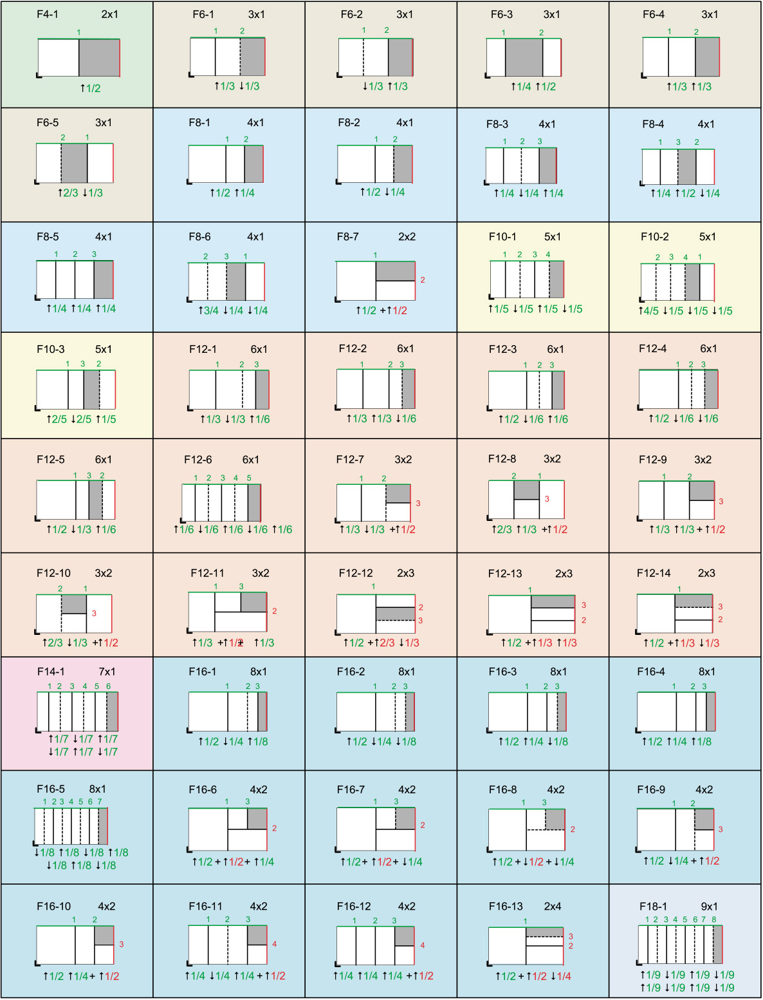 F4-1 2x1
1
↑1/2
F6-1 3x1
1 2
↑1/3 ↓1/3
F6-2 3x1
1 2
↓1/3 ↑1/3
F6-3 3x1
1 2
↑1/4 ↑1/2
F6-4 3x1
1 2
↑1/3 ↑1/3
F6-5 3x1
2 1
↑2/3 ↓1/3
F8-1 4x1
1 2
↑1/2 ↑1/4
F8-2 4x1
1 2
↑1/2 ↓1/4
F8-3 4x1
1 2 3
↑1/4 ↓1/4 ↑1/4
F8-4 4x1
1 3 2
↑1/4 ↑1/2 ↓1/4
F8-5 4x1
1 2 3
↑1/4 ↑1/4 ↑1/4
F8-6 4x1
2 3 1
↑3/4 ↓1/4 ↓1/4
F8-7 2x2
1
2
↑1/2 +↑1/2
F10-1 5x1
1 2 3 4
↑1/5 ↓1/5 ↑1/5 ↓1/5
F10-2 5x1
2 3 4 1
↑4/5 ↓1/5 ↓1/5 ↓1/5
F10-3 5x1
1 3 2
↑2/5 ↓2/5 ↑1/5
F12-1 6x1
1 2 3
↑1/3 ↓1/3 ↑1/6
F12-2 6x1
1 2 3
↑1/3 ↑1/3 ↓1/6
F12-3 6x1
1 2 3
↑1/2 ↓1/6 ↑1/6
F12-4 6x1
1 2 3
↑1/2 ↓1/6 ↓1/6
F12-5 6x1
1 3 2
↑1/2 ↓1/3 ↑1/6
F12-6 6x1
1 2 3 4 5
↑1/6 ↓1/6 ↑1/6 ↓1/6 ↑1/6
F12-7 3x2
1 2
3
↑1/3 ↓1/3 +↑1/2
F12-8 3x2
2 1
3
↑2/3 ↑1/3 +↑1/2
F12-9 3x2
1 2
3
↑1/3 ↑1/3 + ↑1/2
F12-10 3x2
2 1
3
↑2/3 ↓1/3 +↑1/2
F12-11 3x2
1 3
2
↑1/3 +↑1/2+ ↑1/3
F12-12 2x3
1
2
3
↑1/2 +↑2/3 ↓1/3
F12-13 2x3
1
3
2
↑1/2 +↑1/3 ↑1/3
F12-14 2x3
1
3
2
↑1/2 +↑1/3 ↓1/3
F14-1 7x1
1 2 3 4 5 6
↑1/7 ↓1/7 ↑1/7
↓1/7 ↑1/7 ↓1/7
F16-1 8x1
1 2 3
↑1/2 ↓1/4 ↑1/8
F16-2 8x1
1 2 3
↑1/2 ↓1/4 ↓1/8
F16-3 8x1
1 2 3
↑1/2 ↑1/4 ↓1/8
F16-4 8x1
1 2 3
↑1/2 ↑1/4 ↑1/8
F16-5 8x1
1 2 3 4 5 6 7
↓1/8 ↑1/8 ↓1/8 ↑1/8
↓1/8 ↑1/8 ↓1/8
F16-6 4x2
1 3
2
↑1/2 + ↑1/2 + ↑1/4
F16-7 4x2
1 3
2
↑1/2+ ↑1/2+ ↓1/4
F16-8 4x2
1 3
2
↑1/2 +↓1/2 +↓1/4
F16-9 4x2
1 2
3
↑1/2 ↓1/4 +↑1/2
F16-10 4x2
1 2
3
↑1/2 ↑1/4+ ↑1/2
F16-11 4x2
1 2 3
4
↑1/4 ↓1/4 ↑1/4 +↑1/2
F16-12 4x2
1 2 3
4
↑1/4 ↑1/4 ↑1/4 +↑1/2
F16-13 2x4
1
3
2
↑1/2 +↑1/2 ↓1/4
F18-1 9x1
1 2 3 4 5 6 7 8
↑1/9 ↓1/9 ↑1/9 ↓1/9
↑1/9 ↓1/9 ↑1/9 ↓1/9